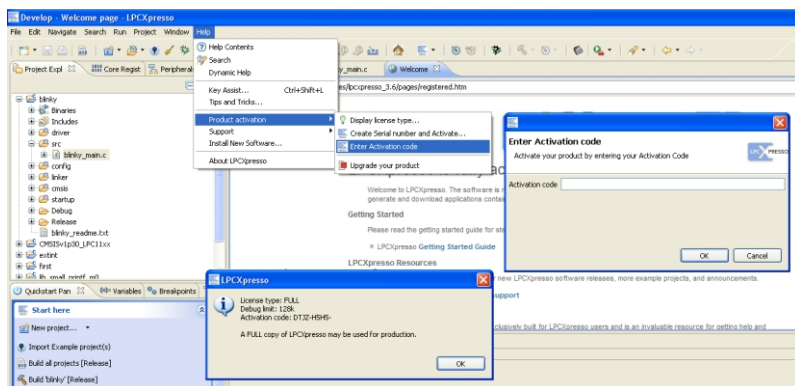 Develop - Welcome page - LPCXpresso
File Edit Navigate Search Run Project Window Help
Project Expl Core Regist Peripheral
y_main.c Welcome
es/lpcxpresso_3.6/pages/registered.htm
blinky
Binaries
Includes
driver
src
blinky_main.c
config
linker
cmsis
startup
Debug
Release
blinky_readme.txt
CMSISv1p30_LPC11xx
extint
first
lib_small_printf_m0
Help Contents
Search
Dynamic Help
Key Assist... Ctrl+Shift+L
Tips and Tricks...
Product activation
Support
Install New Software...
About LPCXpresso
Display license type...
Create Serial number and Activate...
Enter Activation code
Upgrade your product
Welcome to LPCXpresso. The software is
generate and download applications contai
Getting Started
Please read the getting started guide for ste
LPCXpresso Getting Started Guide
LPCXpresso Resources
r new LPCXpresso software releases, more example projects, and announcements.
upport
clusively built for LPCXpresso users and is an invaluable resource for getting help and
Enter Activation code
Activate your product by entering your Activation Code
LPCXPRESSO
Activation code
OK Cancel
Quickstart Pan Variables Breakpoints
Start here
New project...
Import Example project(s)
Build all projects [Release]
Build 'blinky' [Release]
LPCXpresso
License type: FULL
Debug limit: 128k
Activation code: DTJZ-HSHS-
A FULL copy of LPCXpresso may be used for production.
OK